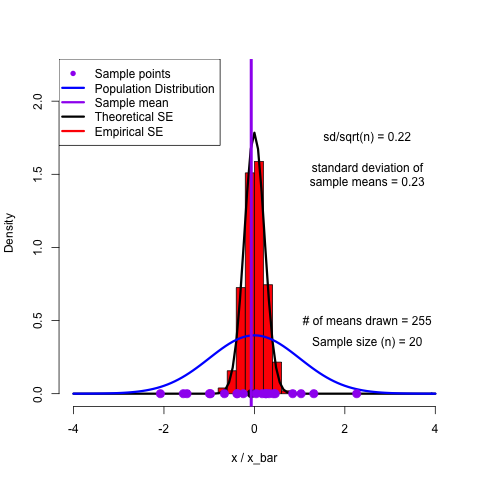 Sample points
Population Distribution
Sample mean
Theoretical SE
Empirical SE
sd/sqrt(n) = 0.22
standard deviation of
sample means = 0.23
# of means drawn = 255
Sample size (n) = 20
Density
2.0
1.5
1.0
0.5
0.0
-4
-2
0
2
4
x / x_bar